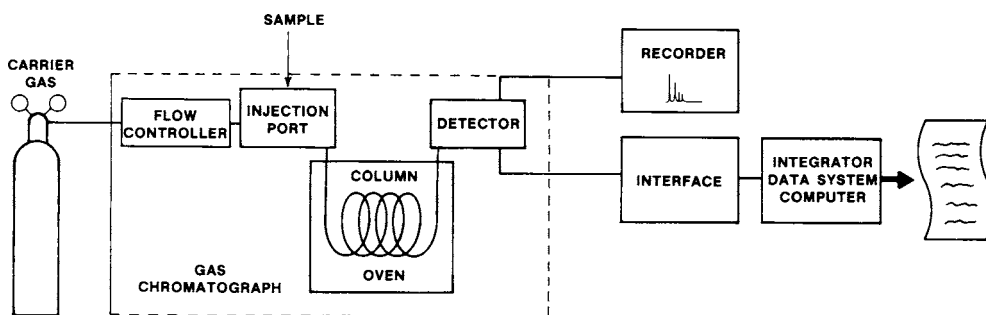 SAMPLE
CARRIER
GAS
FLOW
CONTROLLER
INJECTION
PORT
DETECTOR
RECORDER
COLUMN
OVEN
GAS
CHROMATOGRAPH
INTERFACE
INTEGRATOR
DATA SYSTEM
COMPUTER